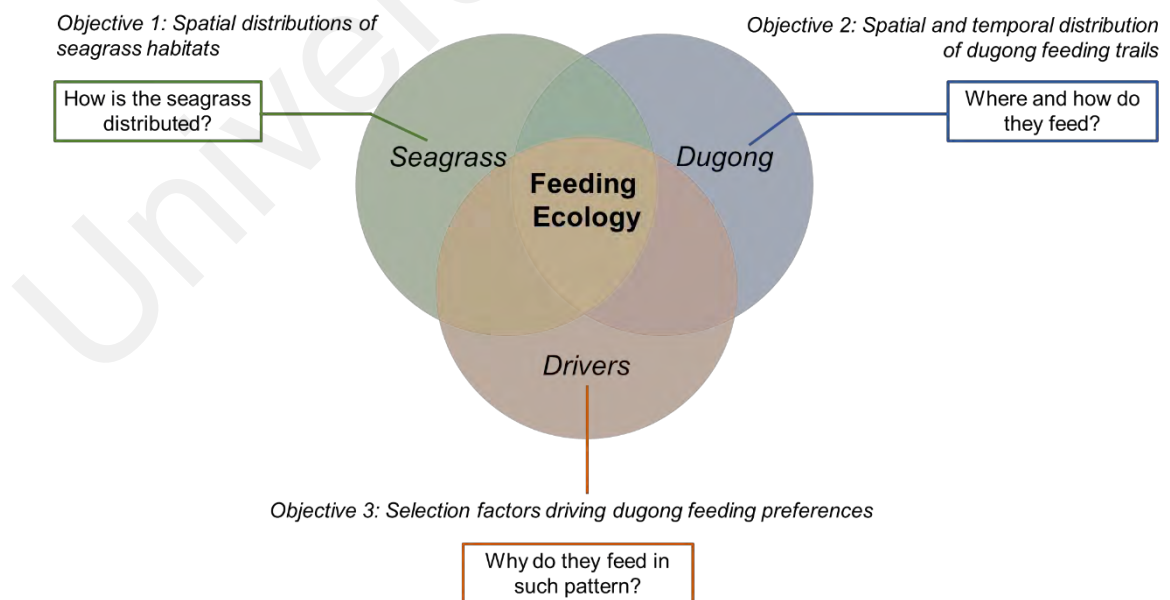 Objective 1: Spatial distributions of
seagrass habitats
Objective 2: Spatial and temporal distribution
of dugong feeding trails
How is the seagrass
distributed?
Where and how do
they feed?
Seagrass
Dugong
Feeding
Ecology
Drivers
Objective 3: Selection factors driving dugong feeding preferences
Why do they feed in
such pattern?